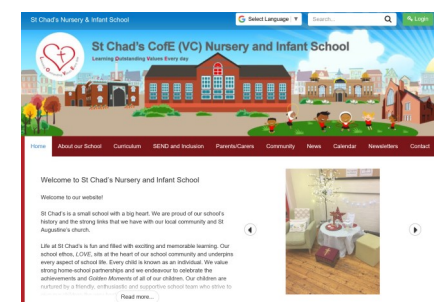 St Chad's Nursery & Infant School
Select Language ▼
Search...
Login
St Chad's CofE (VC) Nursery and Infant School
Learning Outstanding Values Every day
Home
About our School
Curriculum
SEND and Inclusion
Parents/Carers
Community
News
Calendar
Newsletters
Contact
Welcome to St Chad's Nursery and Infant School
Welcome to our website!
St Chad's is a small school with a big heart. We are proud of our school's
history and the strong links that we have with our local community and St
Augustine's church.
Life at St Chad's is fun and filled with exciting and memorable learning. Our
school ethos, LOVE, sits at the heart of our school community and underpins
every aspect of school life. Every child is known as an individual. We value
strong home-school partnerships and we endeavour to celebrate the
achievements and Golden Moments of all of our children. Our children are
nurtured by a friendly, enthusiastic and supportive school team who strive to
Read more...